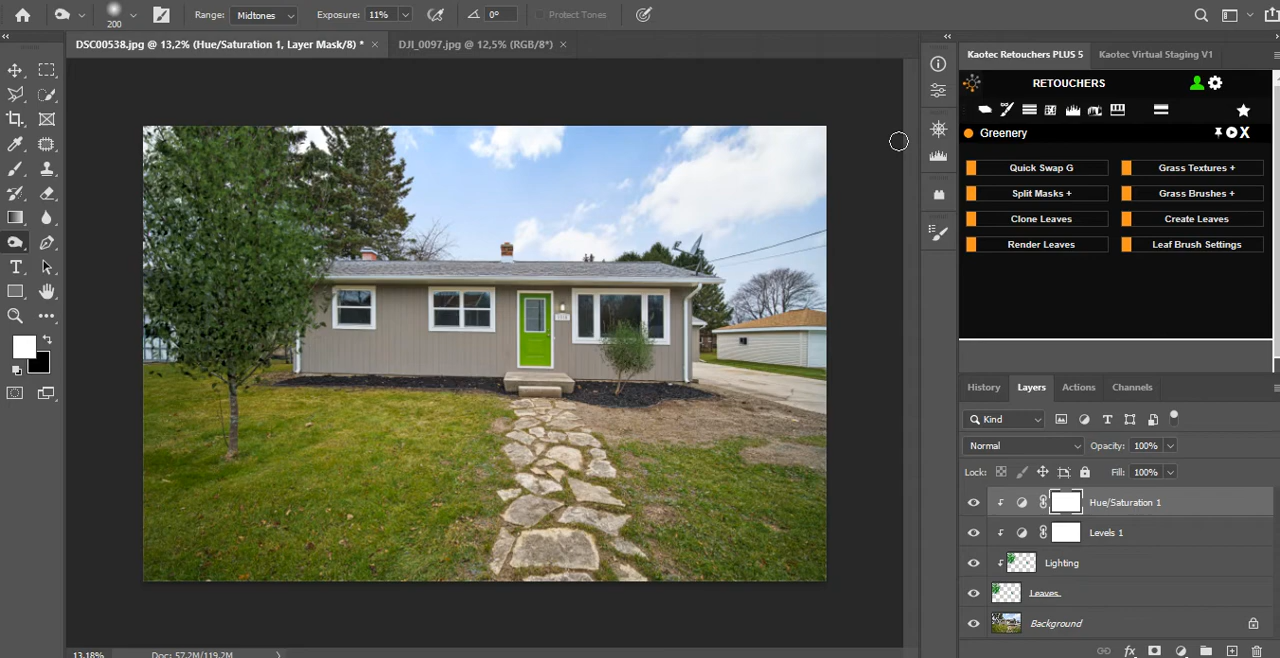 200
Range: Midtones
Exposure: 11%
0°
Protect Tones
DSC00538.jpg @ 13,2% (Hue/Saturation 1, Layer Mask/8) *
DJI_0097.jpg @ 12,5% (RGB/8*)
Kaotec Retouchers PLUS 5
Kaotec Virtual Staging V1
RETOUCHERS
Greenery
X
Quick Swap G
Grass Textures +
Split Masks +
Grass Brushes +
Clone Leaves
Create Leaves
Render Leaves
Leaf Brush Settings
History
Layers
Actions
Channels
Kind
Normal
Opacity: 100%
Lock:
Fill: 100%
Hue/Saturation 1
Levels 1
Lighting
Leaves
Background
13.18%
Doc: 57.2M/119.2M